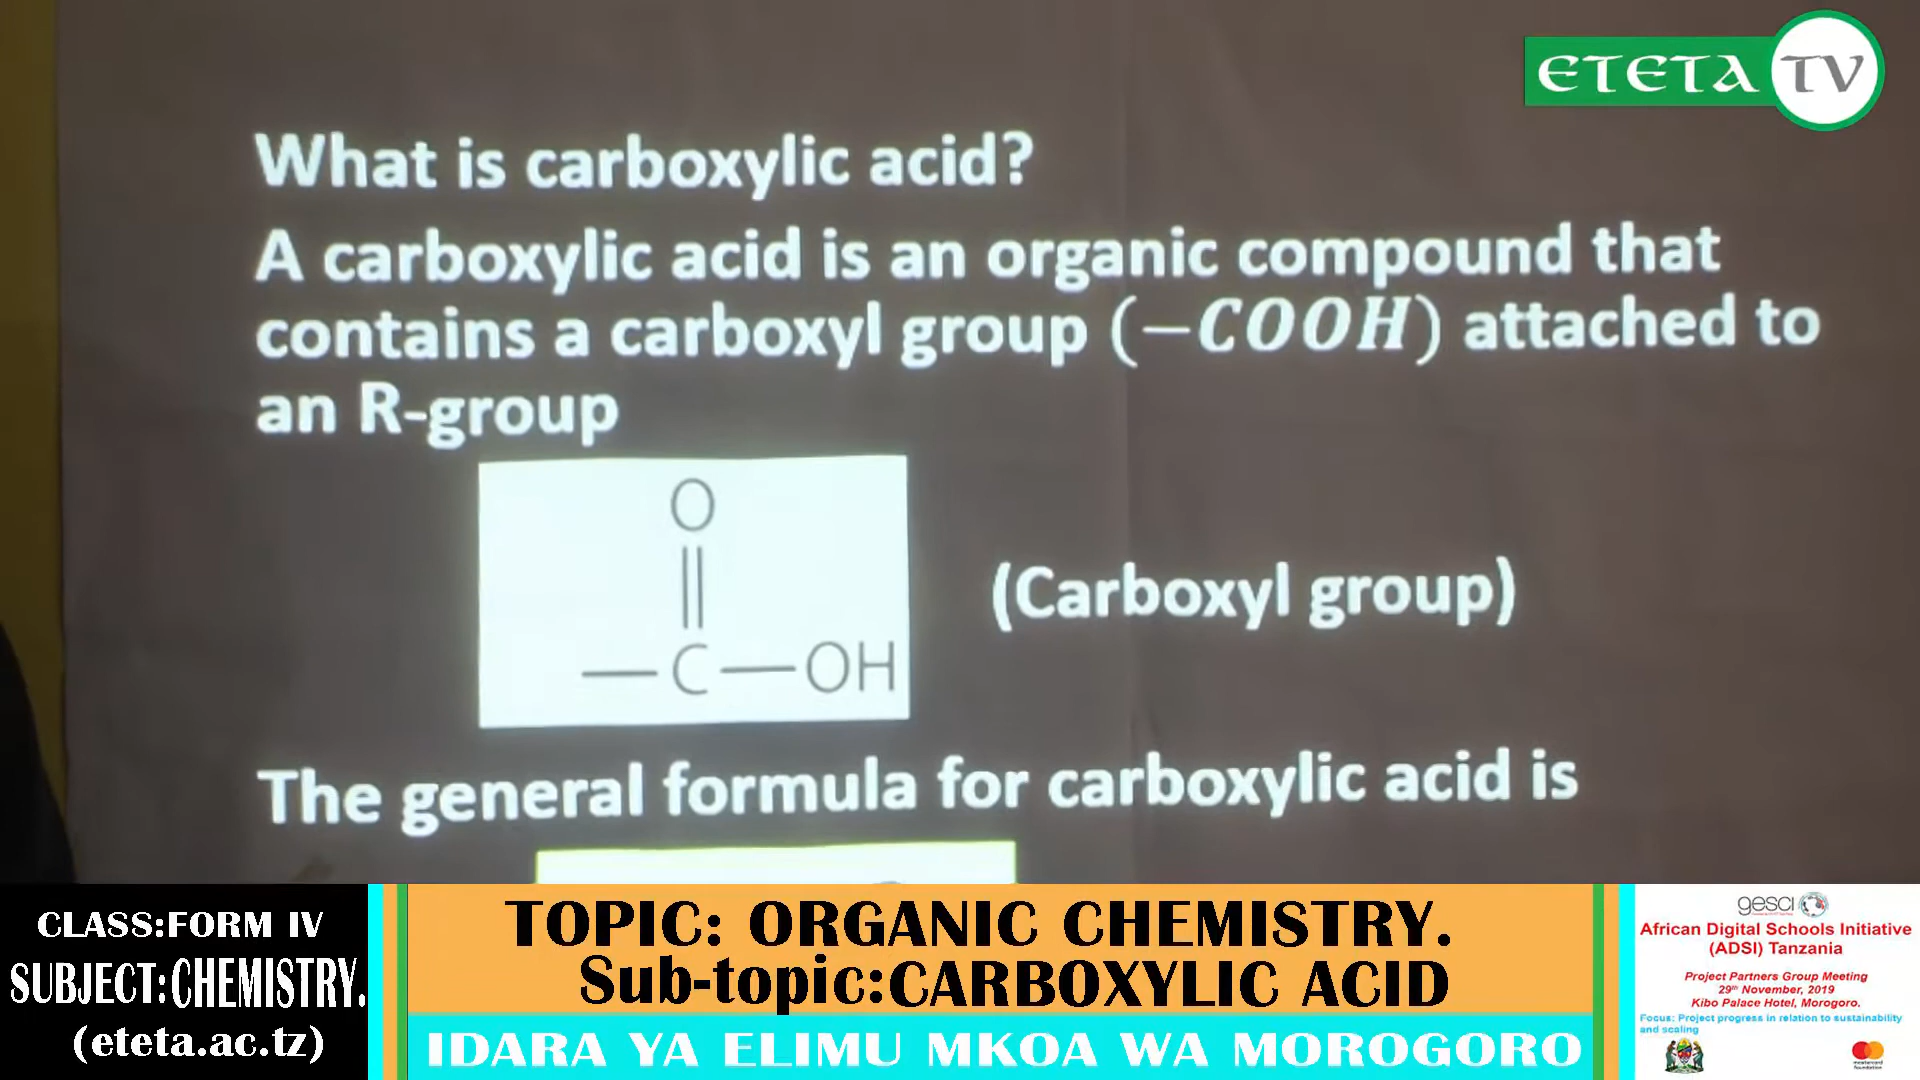 ETETA TV
What is carboxylic acid?
A carboxylic acid is an organic compound that
contains a carboxyl group (−COOH) attached to
an R-group
O
C OH
(Carboxyl group)
The general formula for carboxylic acid is
CLASS:FORM IV
SUBJECT:CHEMISTRY.
(eteta.ac.tz)
TOPIC: ORGANIC CHEMISTRY.
Sub-topic:CARBOXYLIC ACID
IDARA YA ELIMU MKOA WA MOROGORO
gesci
African Digital Schools Initiative
(ADSI) Tanzania
Project Partners Group Meeting
29th November, 2019
Kibo Palace Hotel, Morogoro.
Focus: Project progress in relation to sustainability
and scaling
mastercard
foundation